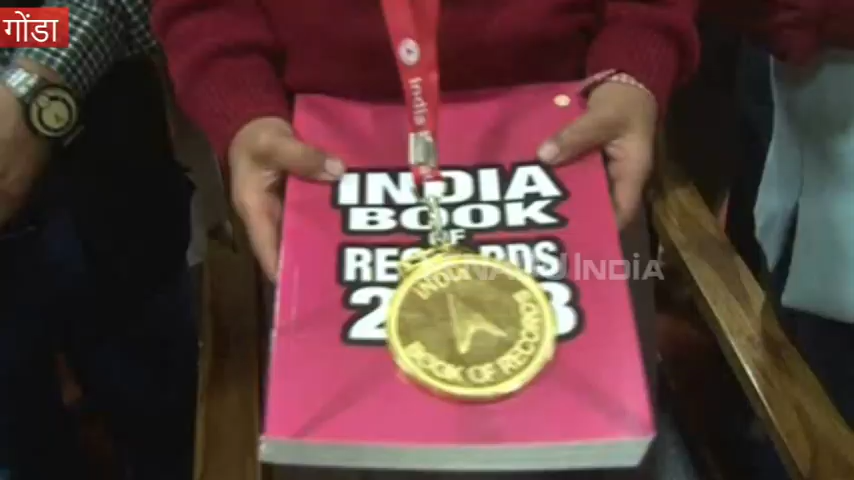 गोंडा
India
INDIA
BOOK
OF
RECORDS
INDIA
BOOK OF RECORDS